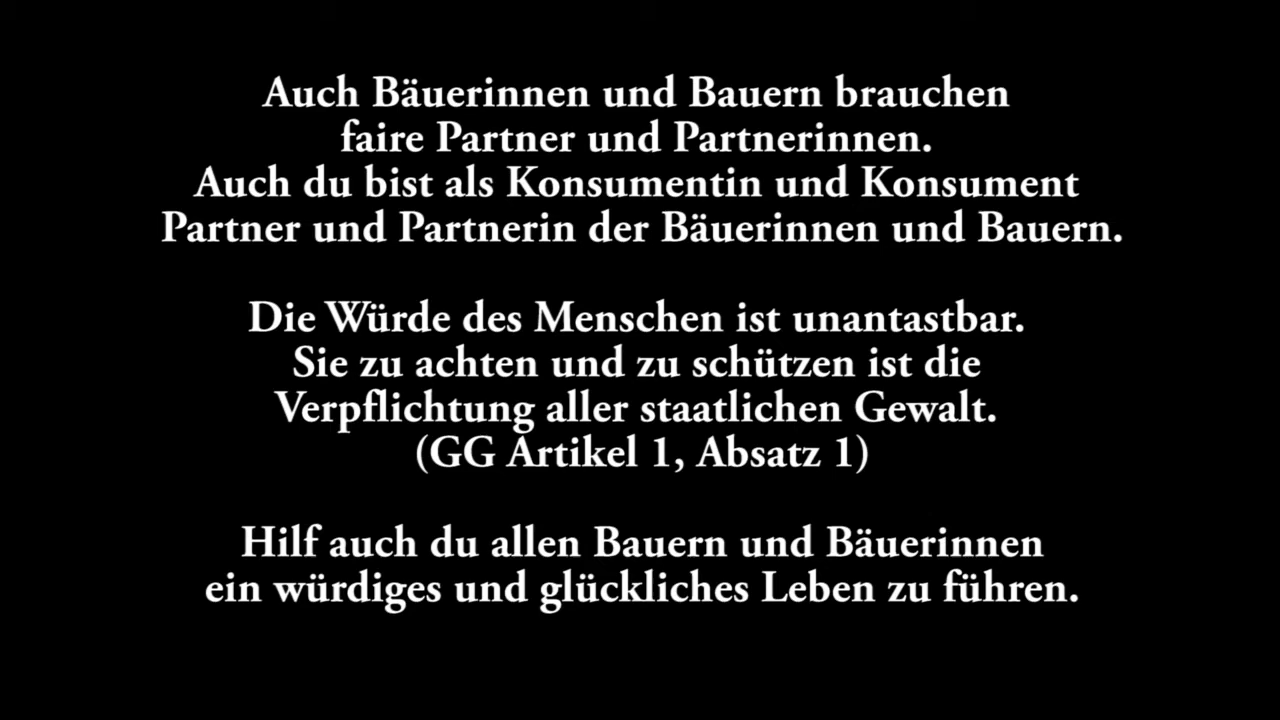 Auch Bäuerinnen und Bauern brauchen
faire Partner und Partnerinnen.
Auch du bist als Konsumentin und Konsument
Partner und Partnerin der Bäuerinnen und Bauern.
Die Würde des Menschen ist unantastbar.
Sie zu achten und zu schützen ist die
Verpflichtung aller staatlichen Gewalt.
(GG Artikel 1, Absatz 1)
Hilf auch du allen Bauern und Bäuerinnen
ein würdiges und glückliches Leben zu führen.